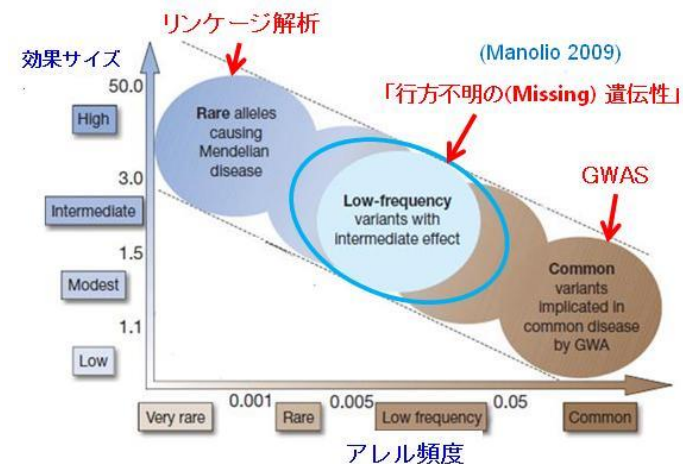 リンケージ解析
効果サイズ
(Manolio 2009)
「行方不明の(Missing) 遺伝性」
50.0
High
Rare alleles
causing
Mendelian
disease
GWAS
3.0
Intermediate
Low-frequency
variants with
intermediate effect
1.5
Modest
Common
variants
implicated in
common disease
by GWA
1.1
Low
0.001
0.005
0.05
Very rare
Rare
Low frequency
Common
アレル頻度